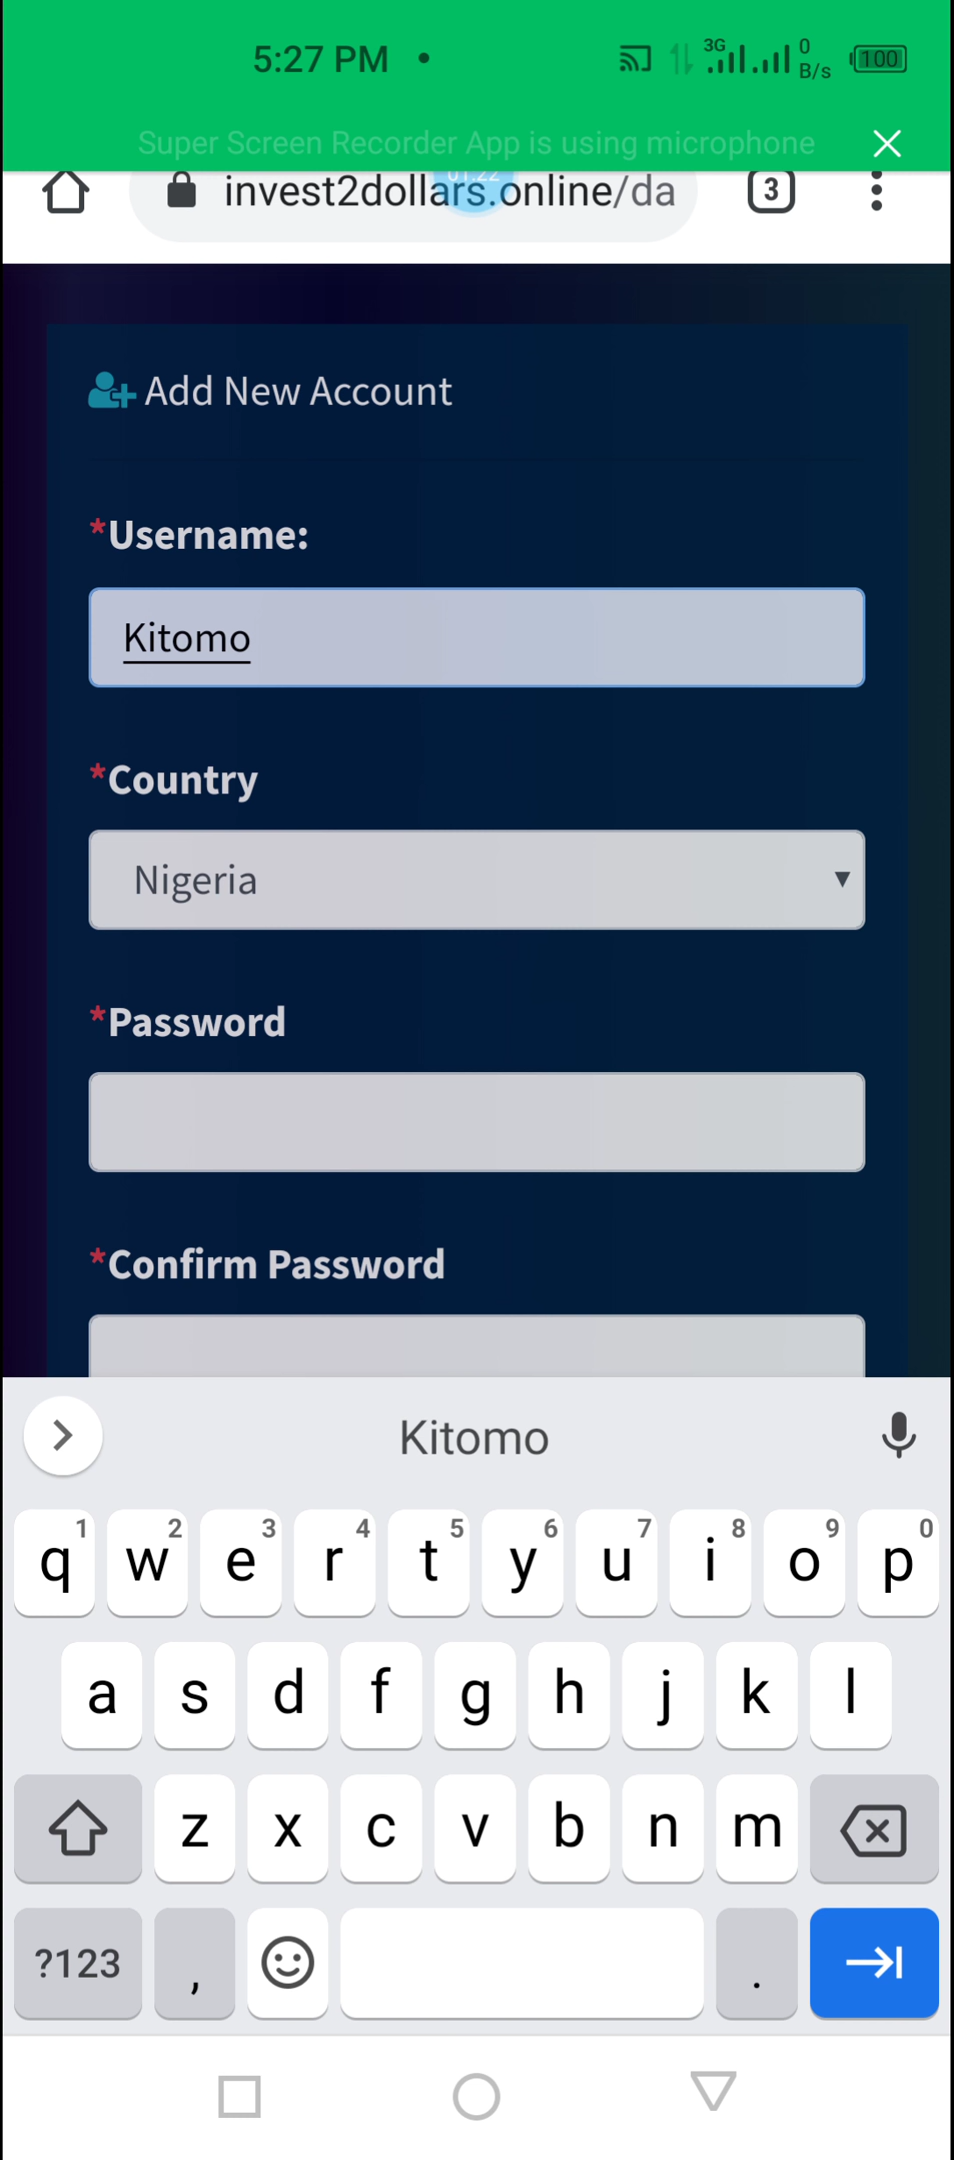 5:27 PM •
3G 0 B/s 100
Super Screen Recorder App is using microphone
01:22
invest2dollars.online/da
3
Add New Account
*Username:
Kitomo
*Country
Nigeria
*Password
*Confirm Password
Kitomo
1 2 3 4 5 6 7 8 9 0
q w e r t y u i o p
a s d f g h j k l
z x c v b n m
?123 , .